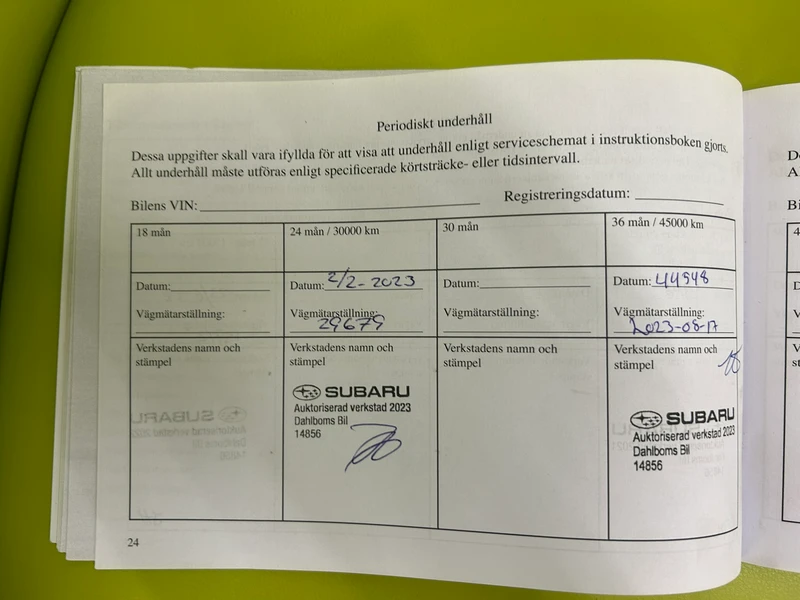 Periodiskt underhåll
Dessa uppgifter skall vara ifyllda för att visa att underhåll enligt serviceschemat i instruktionsboken gjorts.
Allt underhåll måste utföras enligt specificerade körtsträcke- eller tidsintervall.
Bilens VIN: Registreringsdatum:
18 mån 24 mån / 30000 km 30 mån 36 mån / 45000 km
Datum: Datum: 2/2-2023 Datum: Datum: 44948
Vägmätarställning: Vägmätarställning: Vägmätarställning: Vägmätarställning:
29679 2023-08-17
Verkstadens namn och Verkstadens namn och Verkstadens namn och Verkstadens namn och
stämpel stämpel stämpel stämpel
SUBARU
Auktoriserad verkstad 2023
Dahlboms Bil
14856
SUBARU
Auktoriserad verkstad 2023
Dahlboms Bil
14856
24